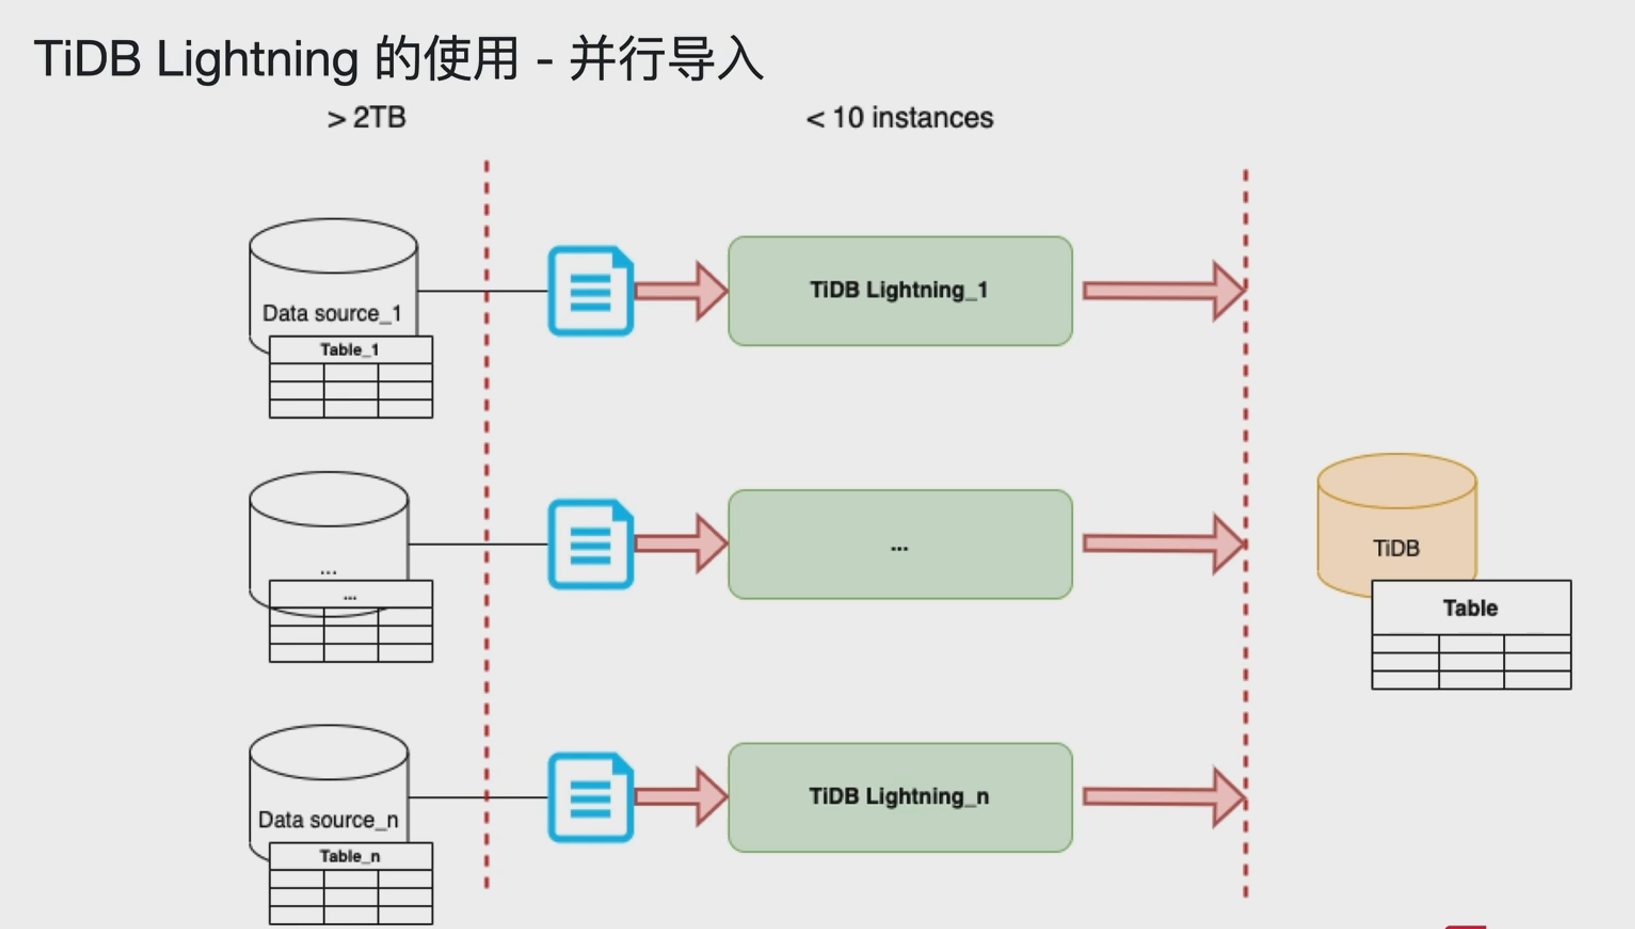 TiDB Lightning 的使用 - 并行导入
> 2TB
< 10 instances
Data source_1
Table_1
TiDB Lightning_1
...
...
...
TiDB
Table
Data source_n
Table_n
TiDB Lightning_n